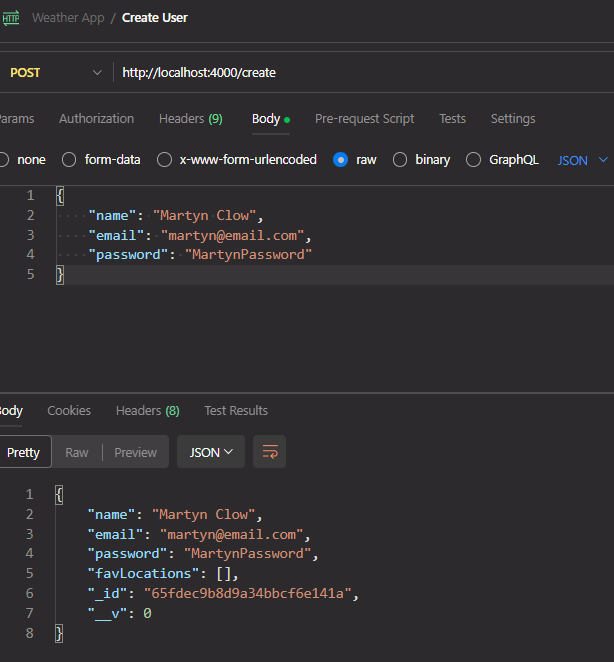 HTTP Weather App / Create User
POST http://localhost:4000/create
Params Authorization Headers (9) Body Pre-request Script Tests Settings
none form-data x-www-form-urlencoded raw binary GraphQL JSON
1 {
2 "name": "Martyn Clow",
3 "email": "martyn@email.com",
4 "password": "MartynPassword"
5 }
Body Cookies Headers (8) Test Results
Pretty Raw Preview JSON
1 {
2 "name": "Martyn Clow",
3 "email": "martyn@email.com",
4 "password": "MartynPassword",
5 "favLocations": [],
6 "_id": "65fdec9b8d9a34bbcf6e141a",
7 "__v": 0
8 }